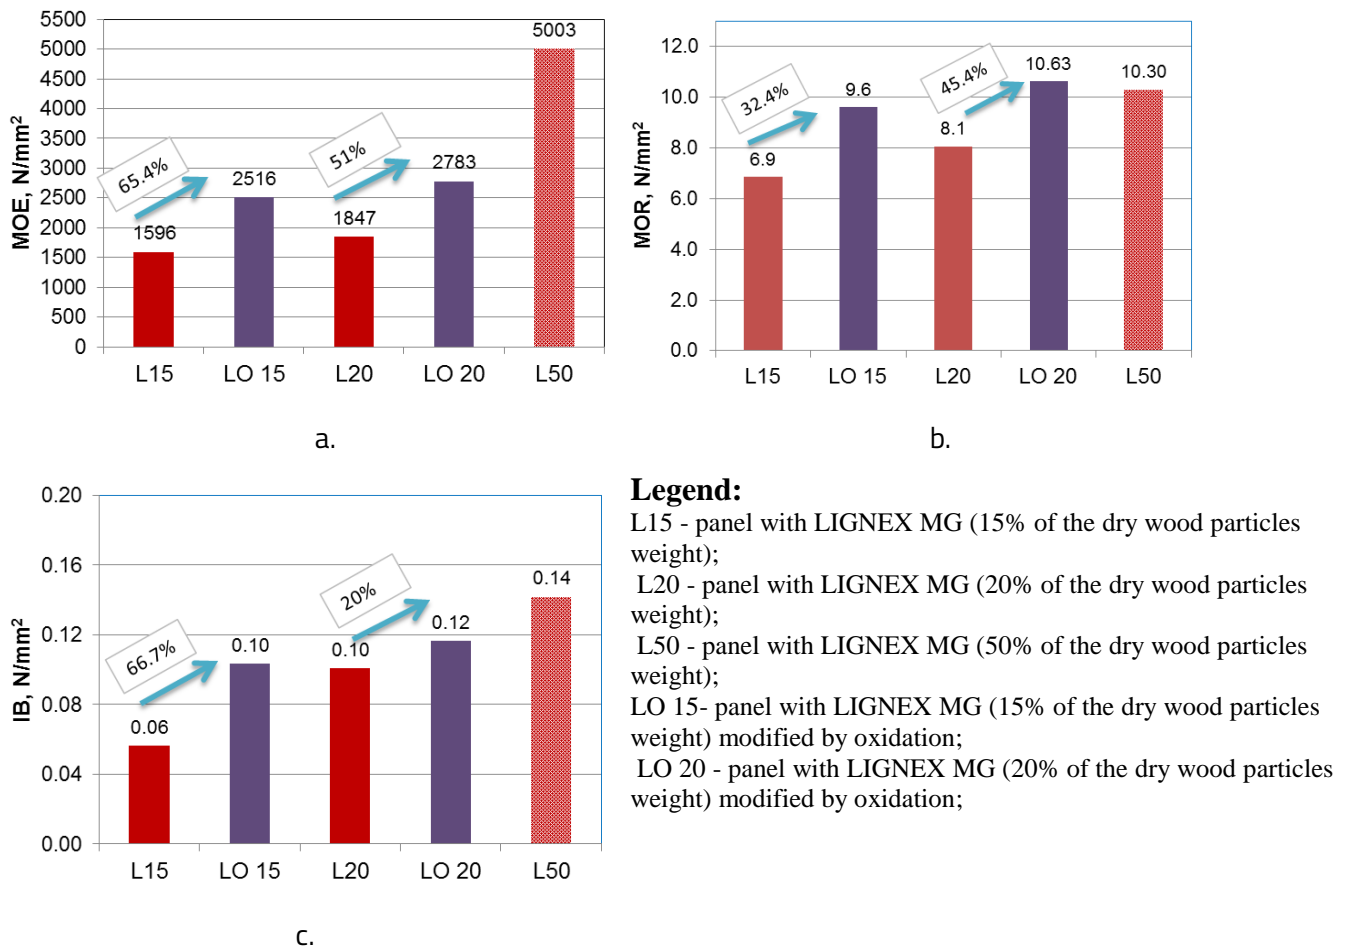 5500
5000
4500
4000
3500
3000
2500
2000
1500
1000
500
0
MOE, N/mm²
65.4%
51%
1596
2516
1847
2783
5003
L15 LO 15 L20 LO 20 L50
a.
12.0
10.0
8.0
6.0
4.0
2.0
0.0
MOR, N/mm²
32.4%
45.4%
6.9
9.6
8.1
10.63
10.30
L15 LO 15 L20 LO 20 L50
b.
0.20
0.16
0.12
0.08
0.04
0.00
IB, N/mm²
66.7%
20%
0.06
0.10
0.10
0.12
0.14
L15 LO 15 L20 LO 20 L50
c.
Legend:
L15 - panel with LIGNEX MG (15% of the dry wood particles
weight);
L20 - panel with LIGNEX MG (20% of the dry wood particles
weight);
L50 - panel with LIGNEX MG (50% of the dry wood particles
weight);
LO 15- panel with LIGNEX MG (15% of the dry wood particles
weight) modified by oxidation;
LO 20 - panel with LIGNEX MG (20% of the dry wood particles
weight) modified by oxidation;